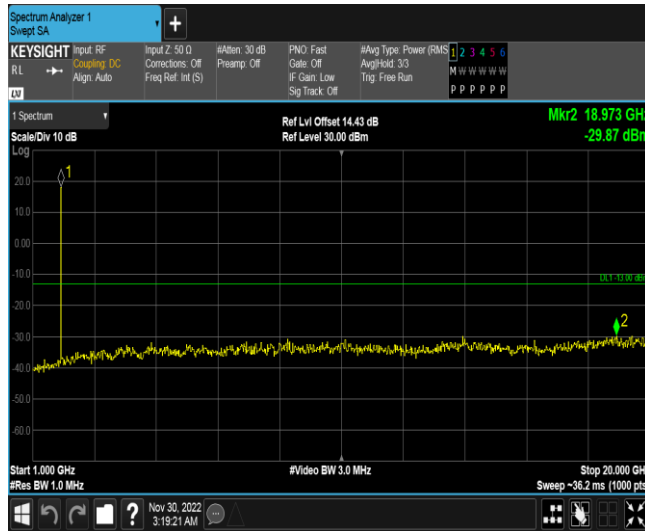 Spectrum Analyzer 1
Swept SA
+
KEYSIGHT Input: RF Input Z: 50 Ω #Atten: 30 dB PNO: Fast #Avg Type: Power (RMS 1 2 3 4 5 6
RL Coupling: DC Corrections: Off Preamp: Off Gate: Off Avg|Hold: 3/3 M W W W W W
Align: Auto Freq Ref: Int (S) IF Gain: Low Trig: Free Run
LXI Sig Track: Off P P P P P P
1 Spectrum Ref Lvl Offset 14.43 dB Mkr2 18.973 GH
Scale/Div 10 dB Ref Level 30.00 dBm -29.87 dBm
Log
1
20.0
10.0
0.00
-10.0
DL1 -13.00 dB
-20.0
2
-30.0
-40.0
-50.0
-60.0
Start 1.000 GHz #Video BW 3.0 MHz Stop 20.000 GH
#Res BW 1.0 MHz Sweep ~36.2 ms (1000 pts
? Nov 30, 2022
3:19:21 AM